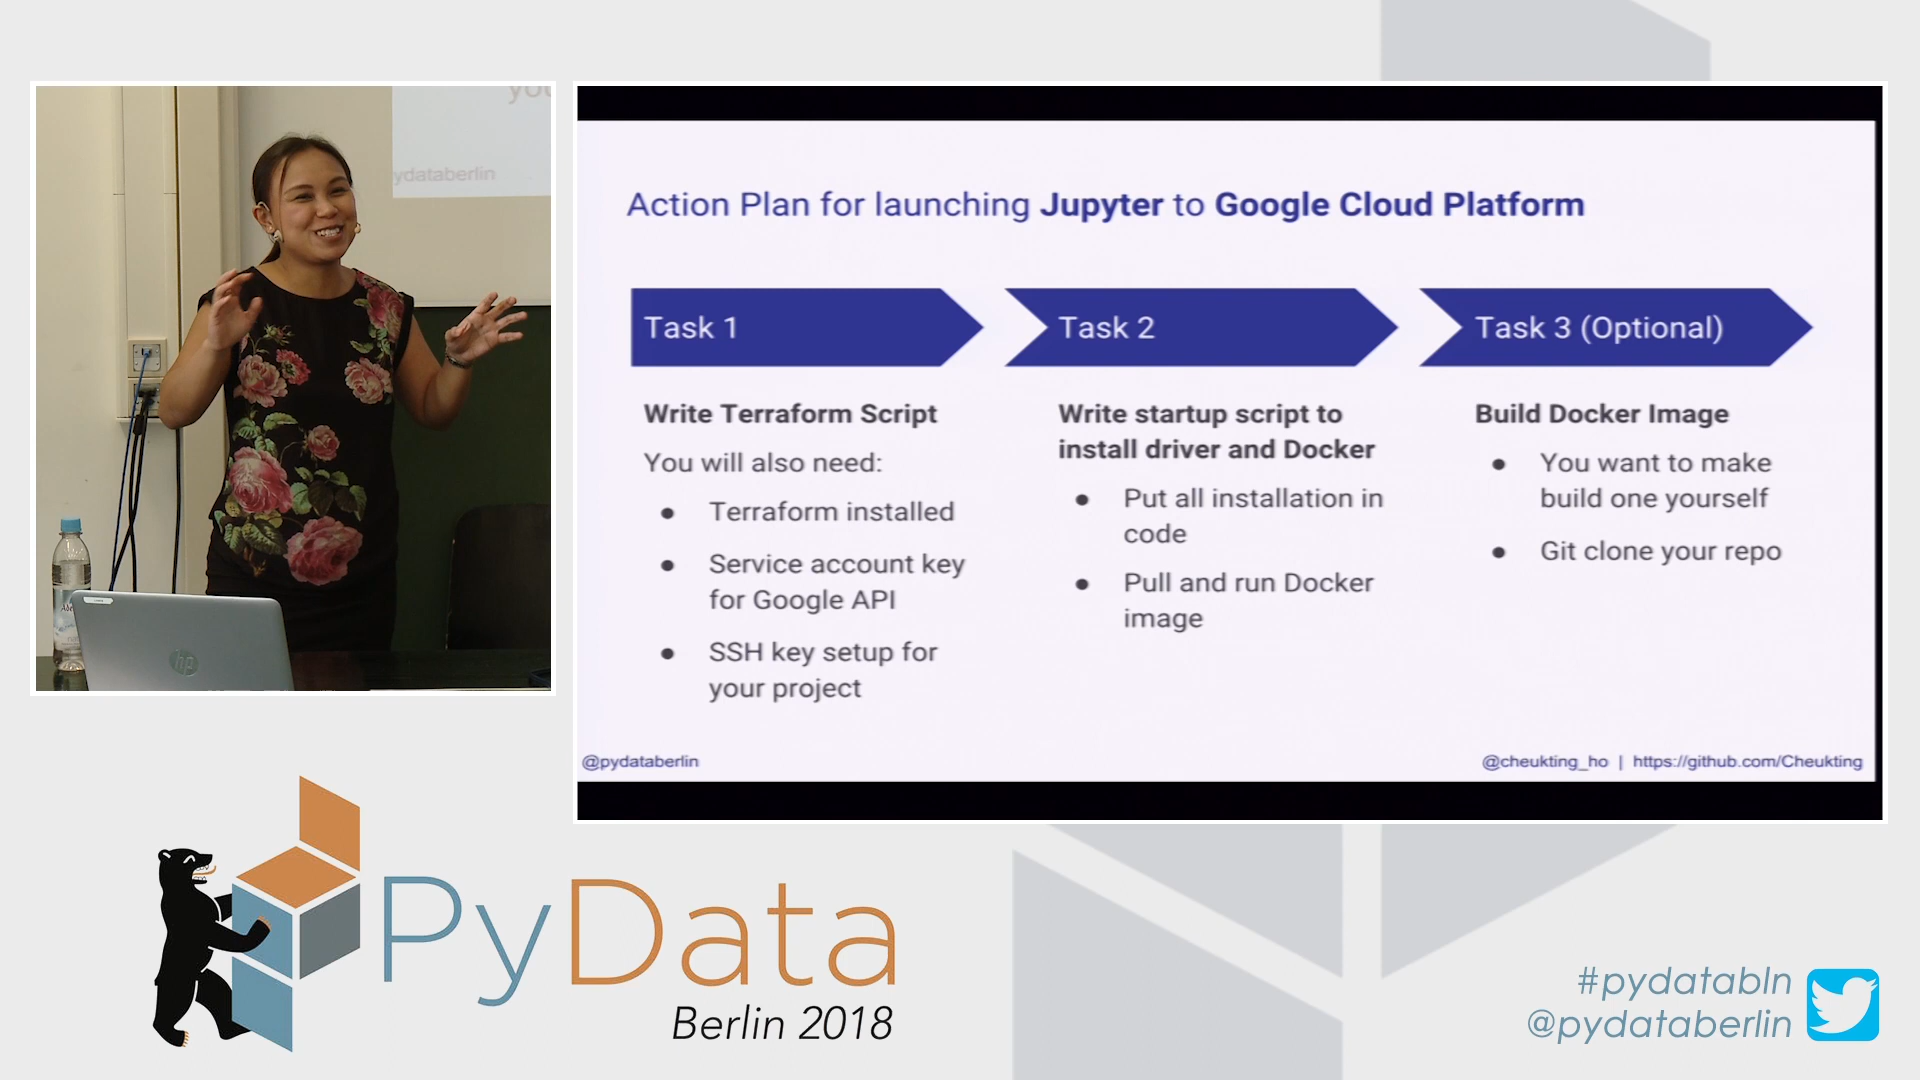 you
ydataberlin
hp
Action Plan for launching Jupyter to Google Cloud Platform
Task 1
Write Terraform Script
You will also need:
● Terraform installed
● Service account key
for Google API
● SSH key setup for
your project
Task 2
Write startup script to
install driver and Docker
● Put all installation in
code
● Pull and run Docker
image
Task 3 (Optional)
Build Docker Image
● You want to make
build one yourself
● Git clone your repo
@pydataberlin
@cheukting_ho | https://github.com/Cheukting
PyData
Berlin 2018
#pydatabln
@pydataberlin